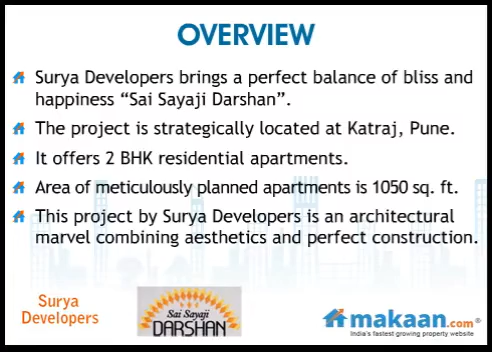 OVERVIEW
Surya Developers brings a perfect balance of bliss and
happiness “Sai Sayaji Darshan”.
The project is strategically located at Katraj, Pune.
It offers 2 BHK residential apartments.
Area of meticulously planned apartments is 1050 sq. ft.
This project by Surya Developers is an architectural
marvel combining aesthetics and perfect construction.
Surya
Developers
Sai Sayaji
DARSHAN
makaan.com®
India's fastest growing property website